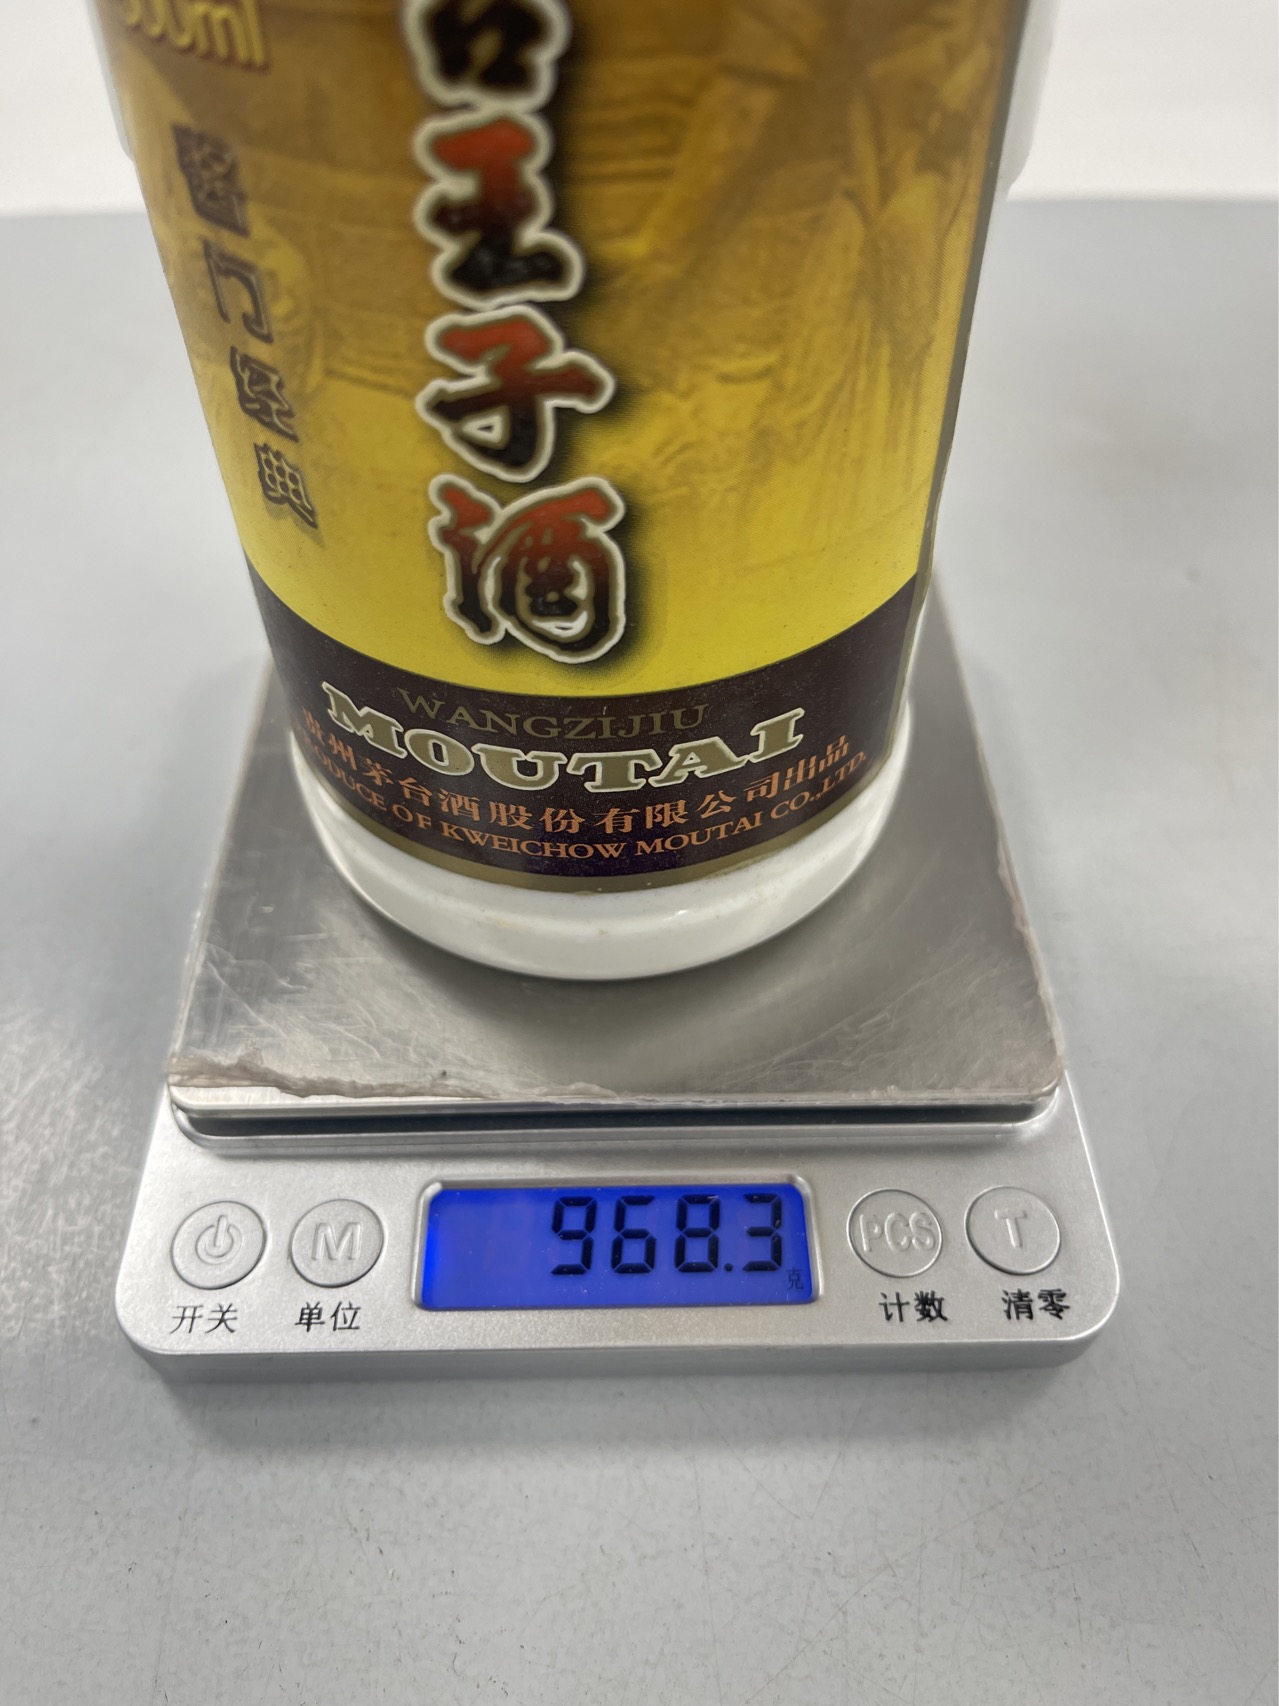 500ml
台王子酒
酱门经典
WANGZIJIU
MOUTAI
贵州茅台酒股份有限公司出品
PRODUCE OF KWEICHOW MOUTAI CO.,LTD.
968.3
克
M
PCS
T
开关
单位
计数
清零